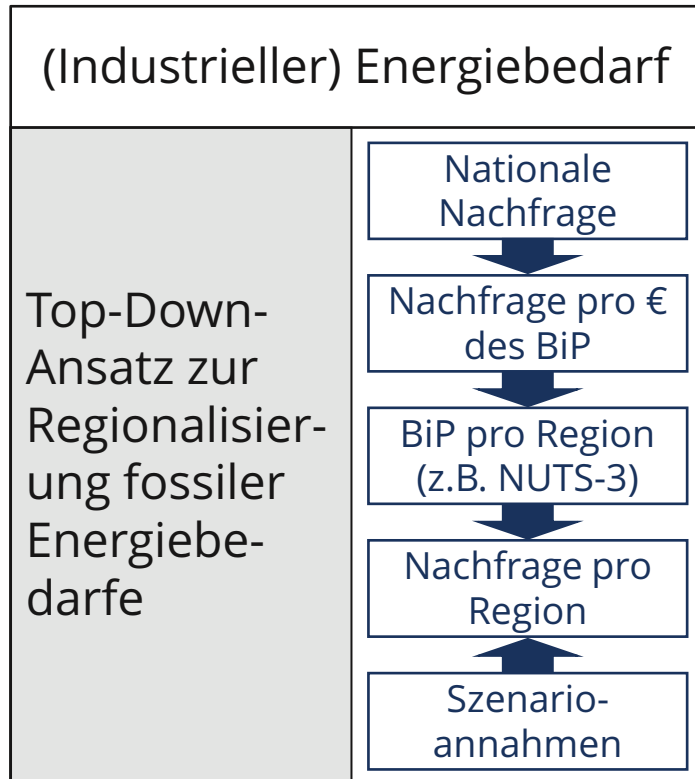 (Industrieller) Energiebedarf
Top-Down-
Ansatz zur
Regionalisier-
ung fossiler
Energiebe-
darfe
Nationale
Nachfrage
Nachfrage pro €
des BiP
BiP pro Region
(z.B. NUTS-3)
Nachfrage pro
Region
Szenario-
annahmen